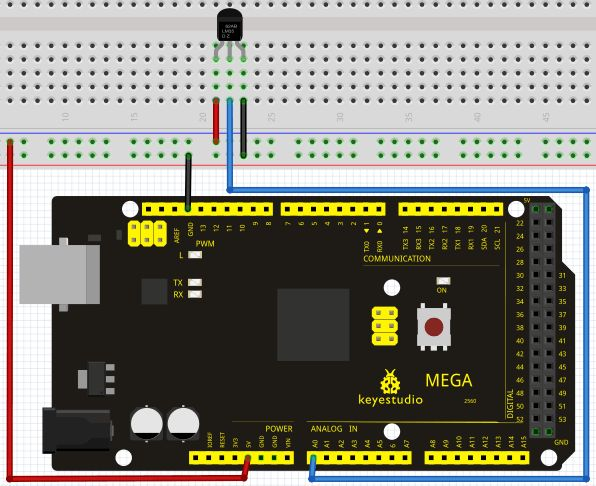 LM35
D Z
10
15
20
25
30
35
40
45
5V
AREF
GND
13
12
11
10
9
8
7
6
5
4
3
2
TX0 ◄ 1
RX0 ► 0
TX3 14
RX3 15
TX2 16
RX2 17
TX1 18
RX1 19
SDA 20
SCL 21
PWM
COMMUNICATION
L
TX
RX
ON
22
24
26
28
30 31
32 33
34 35
36 37
38 39
40 41
42 43
44 45
46 47
48 49
50 51
52 53
DIGITAL
GND
MEGA
keyestudio
2560
POWER
ANALOG IN
IOREF
RESET
3V3
5V
GND
GND
VIN
A0
A1
A2
A3
A4
A5
6
A7
A8
A9
A10
A11
A12
A13
A14
A15